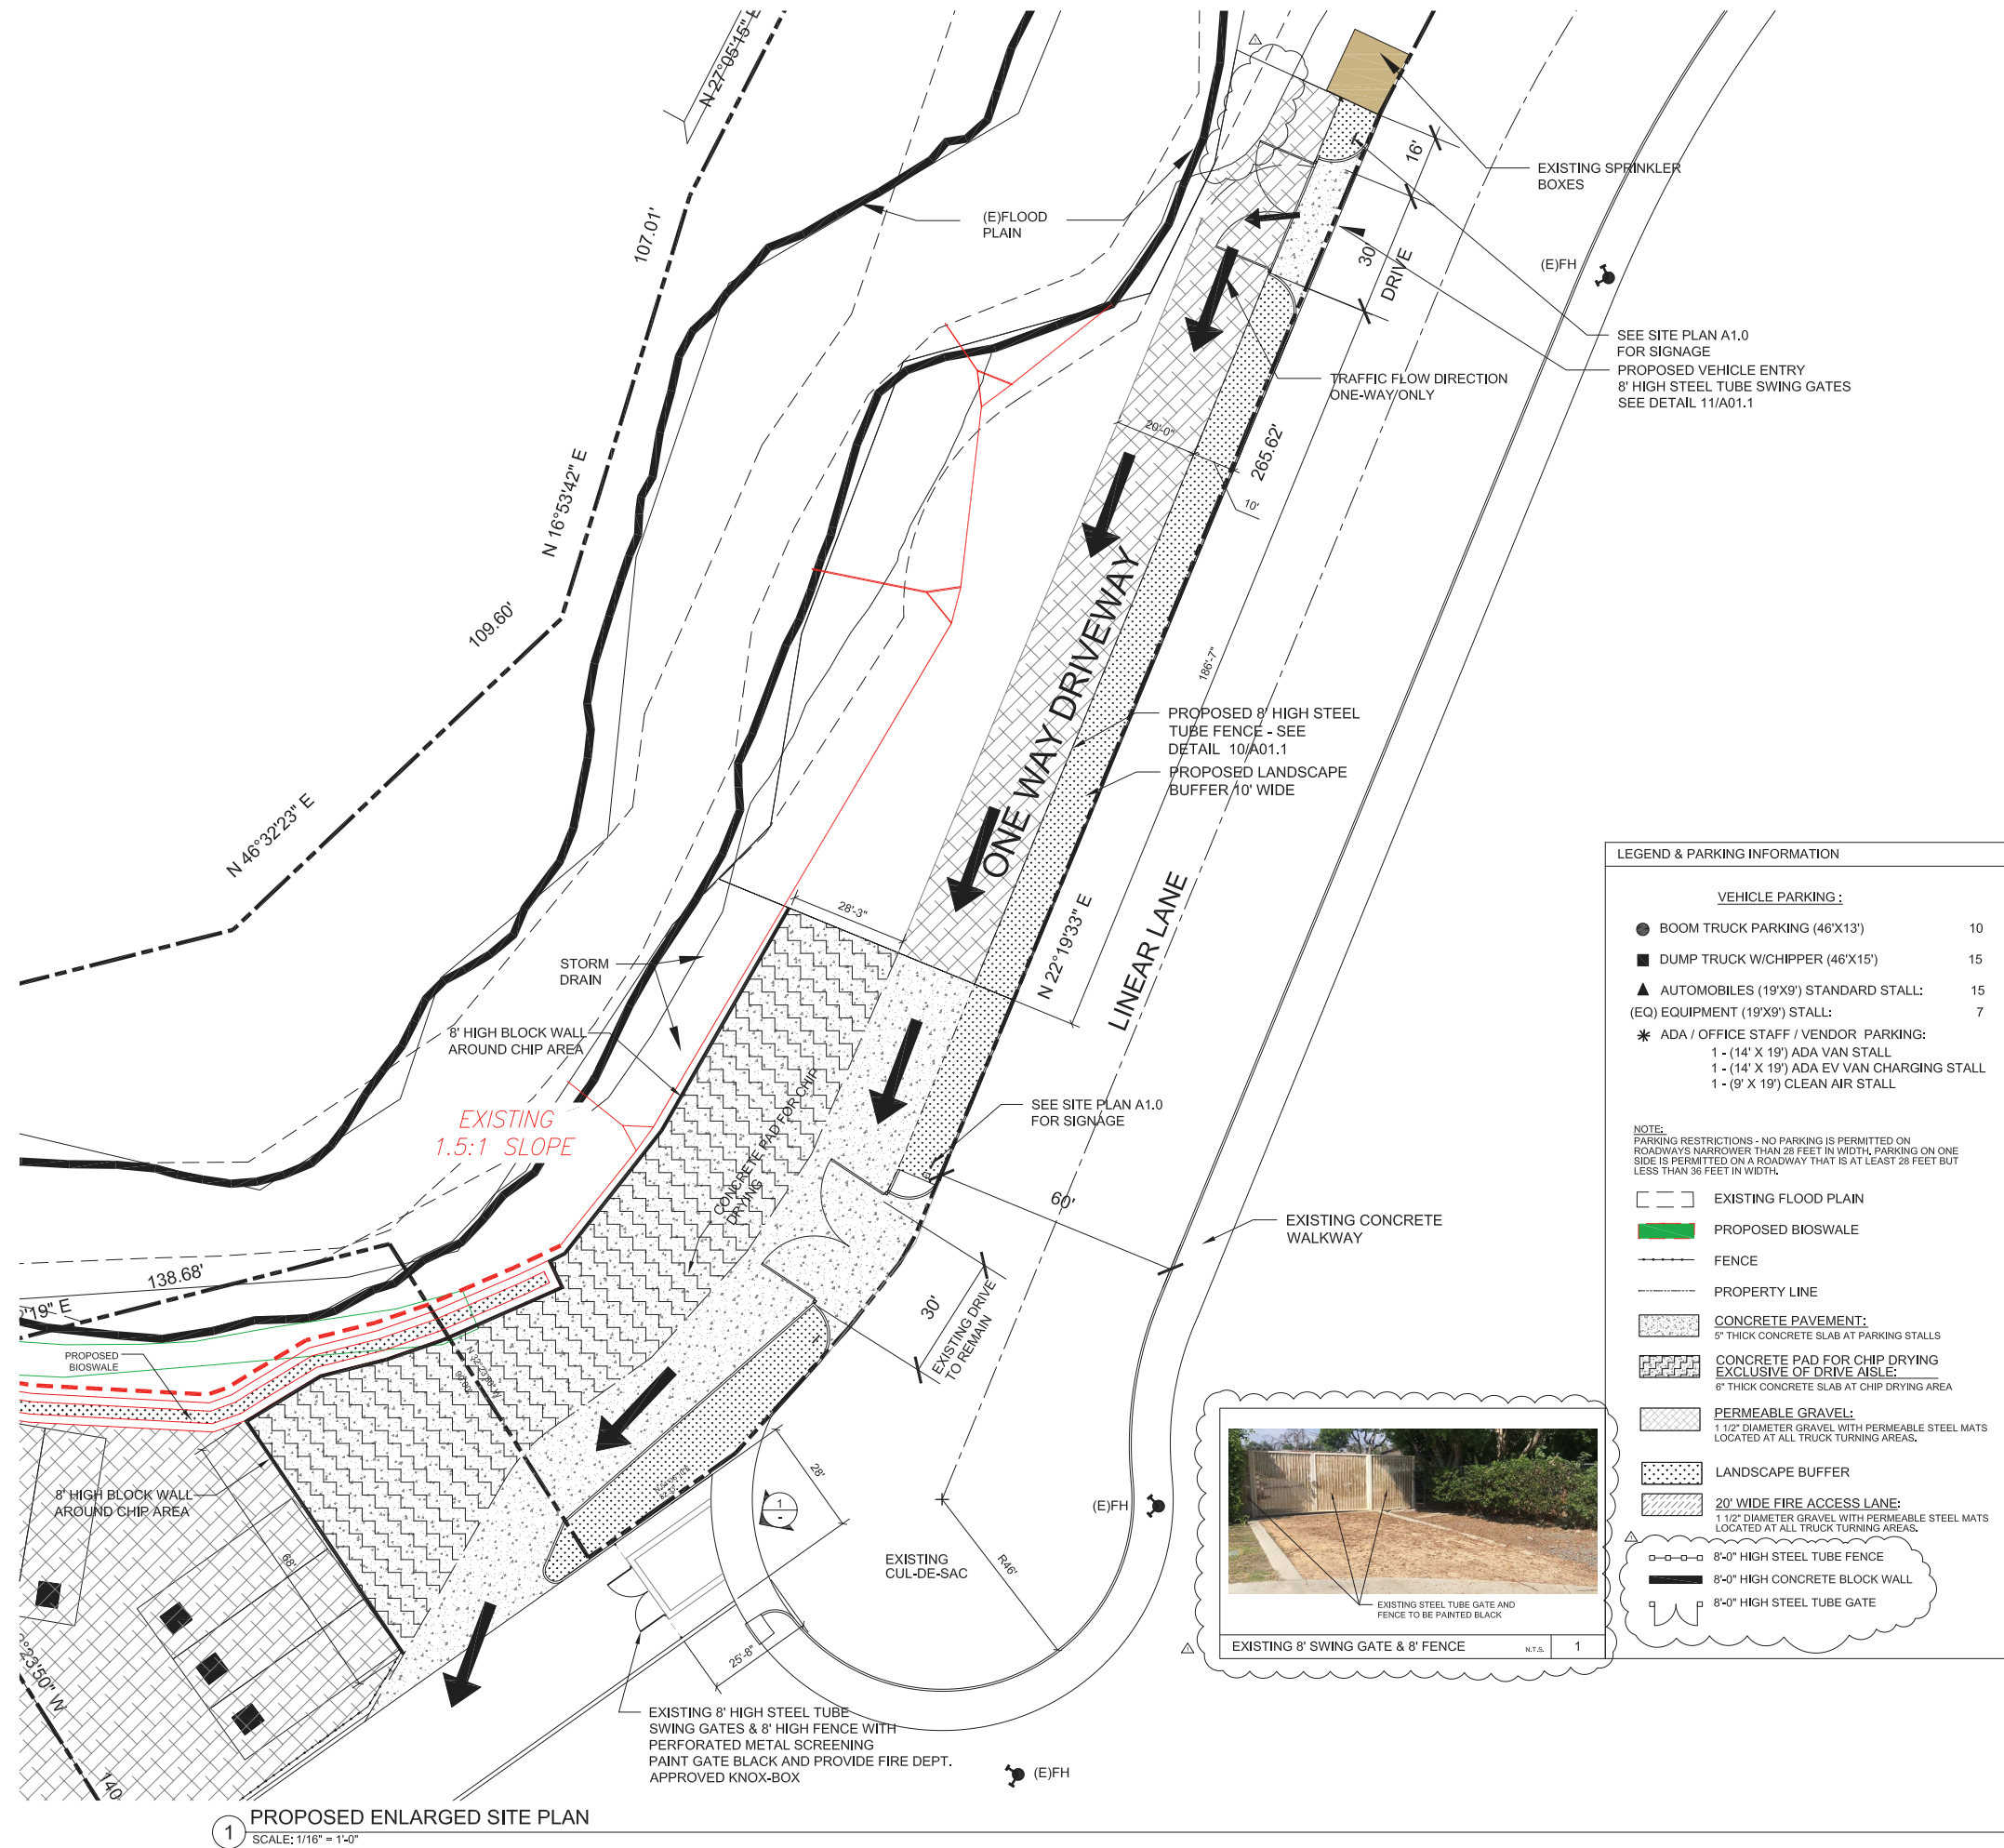 N 27°05'15" E
107.01'
(E)FLOOD
PLAIN
16'
EXISTING SPRINKLER
BOXES
30'
DRIVE
(E)FH
SEE SITE PLAN A1.0
FOR SIGNAGE
PROPOSED VEHICLE ENTRY
8' HIGH STEEL TUBE SWING GATES
SEE DETAIL 11/A01.1
TRAFFIC FLOW DIRECTION
ONE-WAY ONLY
20'-0"
265.62'
10'
N 16°53'42" E
109.60'
ONE WAY DRIVEWAY
186'-7"
PROPOSED 8' HIGH STEEL
TUBE FENCE - SEE
DETAIL 10/A01.1
PROPOSED LANDSCAPE
BUFFER 10' WIDE
N 46°32'23" E
28'-3"
N 22°19'33" E
LINEAR LANE
STORM
DRAIN
8' HIGH BLOCK WALL
AROUND CHIP AREA
EXISTING
1.5:1 SLOPE
CONCRETE PAD FOR CHIP
DRYING
SEE SITE PLAN A1.0
FOR SIGNAGE
60'
EXISTING CONCRETE
WALKWAY
138.68'
'19" E
30'
EXISTING DRIVE
TO REMAIN
PROPOSED
BIOSWALE
8' HIGH BLOCK WALL
AROUND CHIP AREA
68'
28'
1
-
(E)FH
EXISTING
CUL-DE-SAC
R46'
25'-8"
°23'50" W
140
EXISTING 8' HIGH STEEL TUBE
SWING GATES & 8' HIGH FENCE WITH
PERFORATED METAL SCREENING
PAINT GATE BLACK AND PROVIDE FIRE DEPT.
APPROVED KNOX-BOX
(E)FH
EXISTING STEEL TUBE GATE AND
FENCE TO BE PAINTED BLACK
EXISTING 8' SWING GATE & 8' FENCE N.T.S. 1
LEGEND & PARKING INFORMATION
VEHICLE PARKING :
BOOM TRUCK PARKING (46'X13') 10
DUMP TRUCK W/CHIPPER (46'X15') 15
AUTOMOBILES (19'X9') STANDARD STALL: 15
(EQ) EQUIPMENT (19'X9') STALL: 7
ADA / OFFICE STAFF / VENDOR PARKING:
1 - (14' X 19') ADA VAN STALL
1 - (14' X 19') ADA EV VAN CHARGING STALL
1 - (9' X 19') CLEAN AIR STALL
NOTE:
PARKING RESTRICTIONS - NO PARKING IS PERMITTED ON
ROADWAYS NARROWER THAN 28 FEET IN WIDTH. PARKING ON ONE
SIDE IS PERMITTED ON A ROADWAY THAT IS AT LEAST 28 FEET BUT
LESS THAN 36 FEET IN WIDTH.
EXISTING FLOOD PLAIN
PROPOSED BIOSWALE
FENCE
PROPERTY LINE
CONCRETE PAVEMENT:
5" THICK CONCRETE SLAB AT PARKING STALLS
CONCRETE PAD FOR CHIP DRYING
EXCLUSIVE OF DRIVE AISLE:
6" THICK CONCRETE SLAB AT CHIP DRYING AREA
PERMEABLE GRAVEL:
1 1/2" DIAMETER GRAVEL WITH PERMEABLE STEEL MATS
LOCATED AT ALL TRUCK TURNING AREAS.
LANDSCAPE BUFFER
20' WIDE FIRE ACCESS LANE:
1 1/2" DIAMETER GRAVEL WITH PERMEABLE STEEL MATS
LOCATED AT ALL TRUCK TURNING AREAS.
8'-0" HIGH STEEL TUBE FENCE
8'-0" HIGH CONCRETE BLOCK WALL
8'-0" HIGH STEEL TUBE GATE
1 PROPOSED ENLARGED SITE PLAN
SCALE: 1/16" = 1'-0"